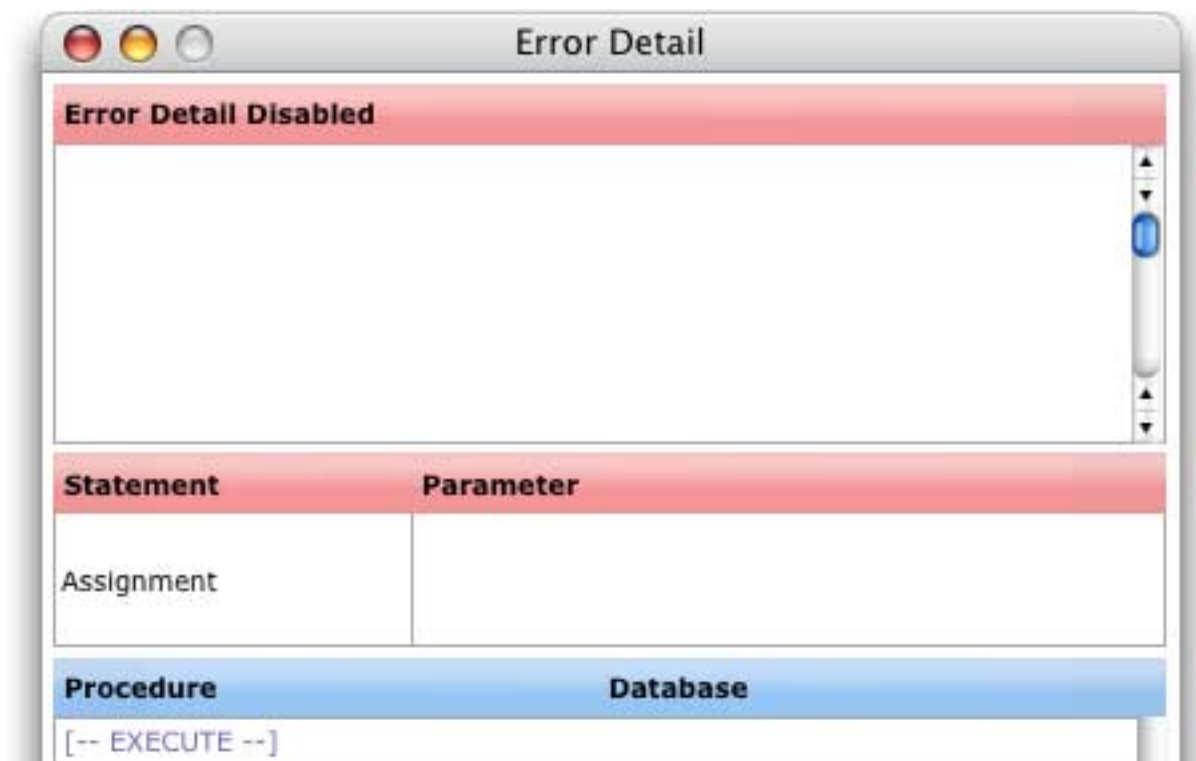 Error Detail
Error Detail Disabled
Statement Parameter
Assignment
Procedure Database
[-- EXECUTE --]